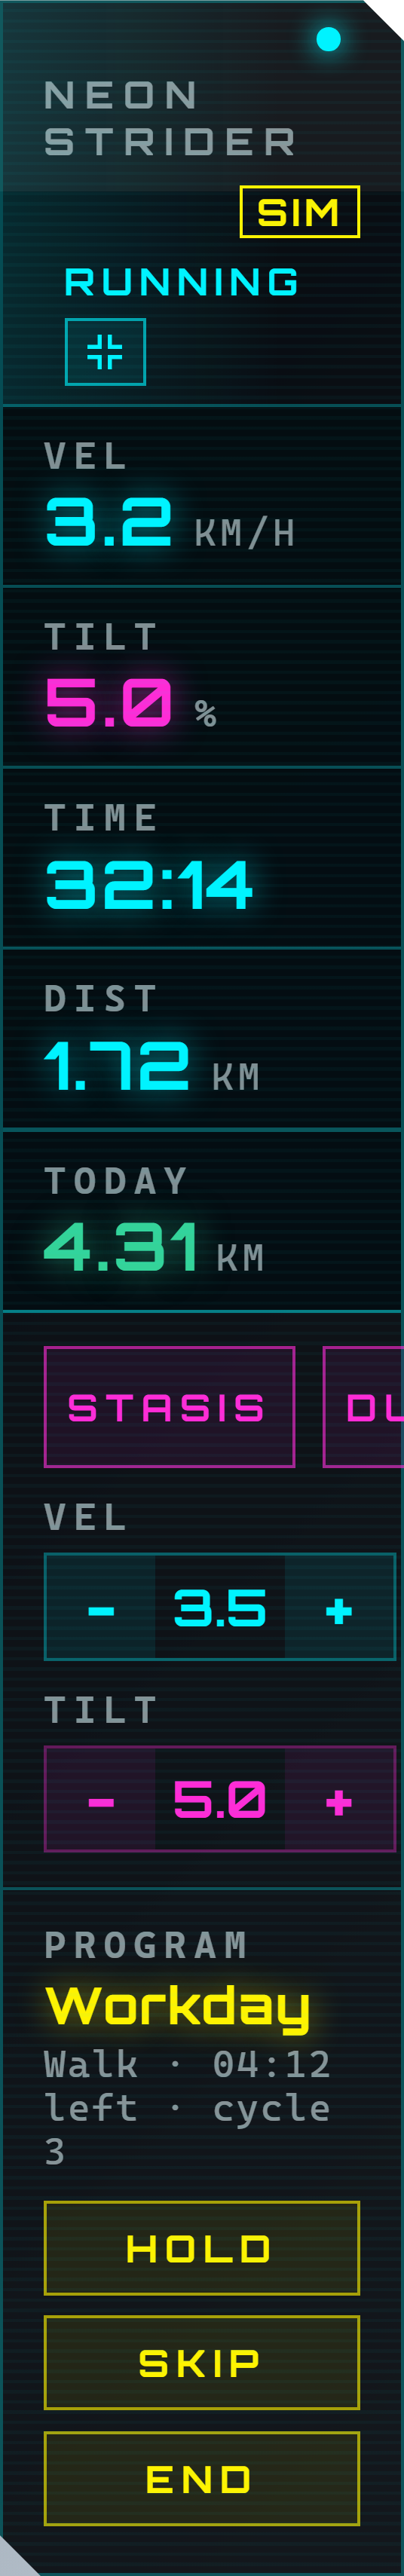 NEON
STRIDER
SIM
RUNNING
VEL
3.2 KM/H
TILT
5.0 %
TIME
32:14
DIST
1.72 KM
TODAY
4.31 KM
STASIS
VEL
- 3.5 +
TILT
- 5.0 +
PROGRAM
Workday
Walk · 04:12
left · cycle
3
HOLD
SKIP
END